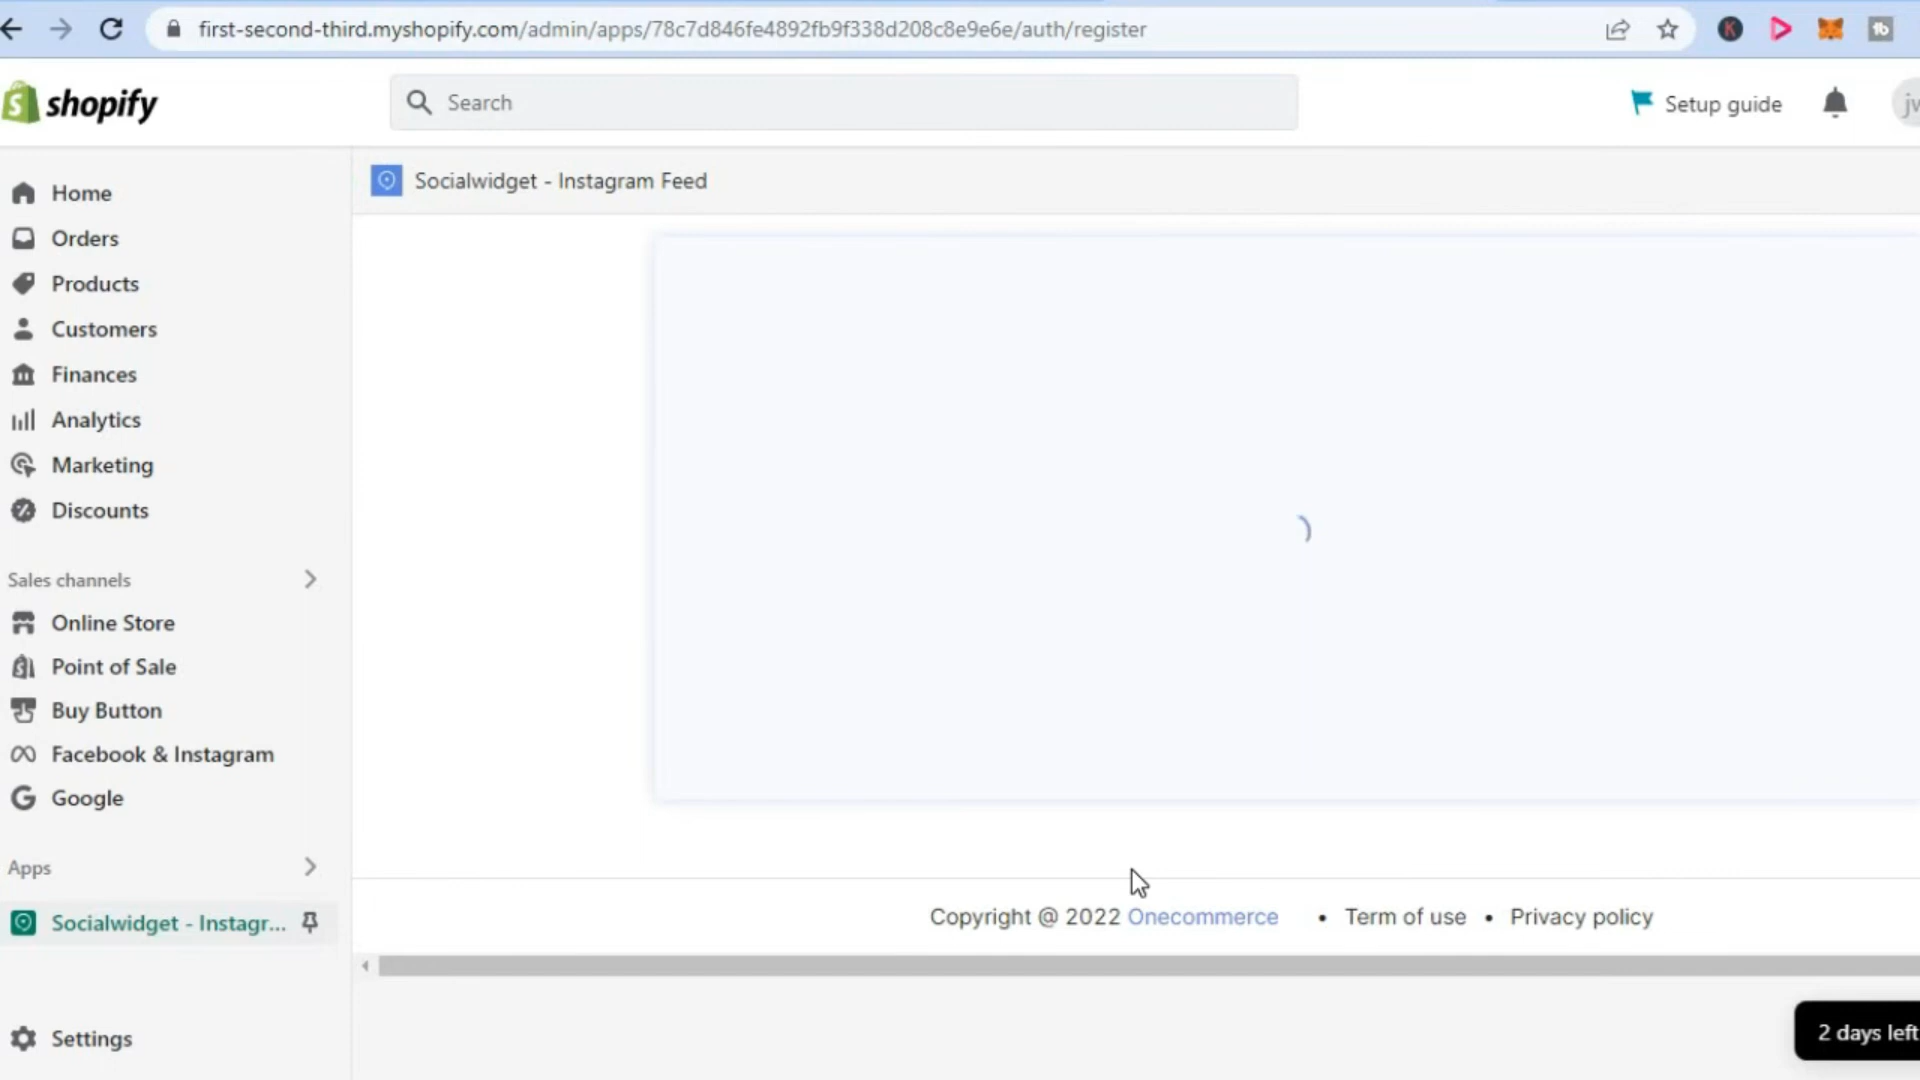 first-second-third.myshopify.com/admin/apps/78c7d846fe4892fb9f338d208c8e9e6e/auth/register
shopify
Search
Setup guide
Socialwidget - Instagram Feed
Home
Orders
Products
Customers
Finances
Analytics
Marketing
Discounts
Sales channels
Online Store
Point of Sale
Buy Button
Facebook & Instagram
Google
Apps
Socialwidget - Instagr...
Settings
Copyright @ 2022 Onecommerce • Term of use • Privacy policy
2 days left